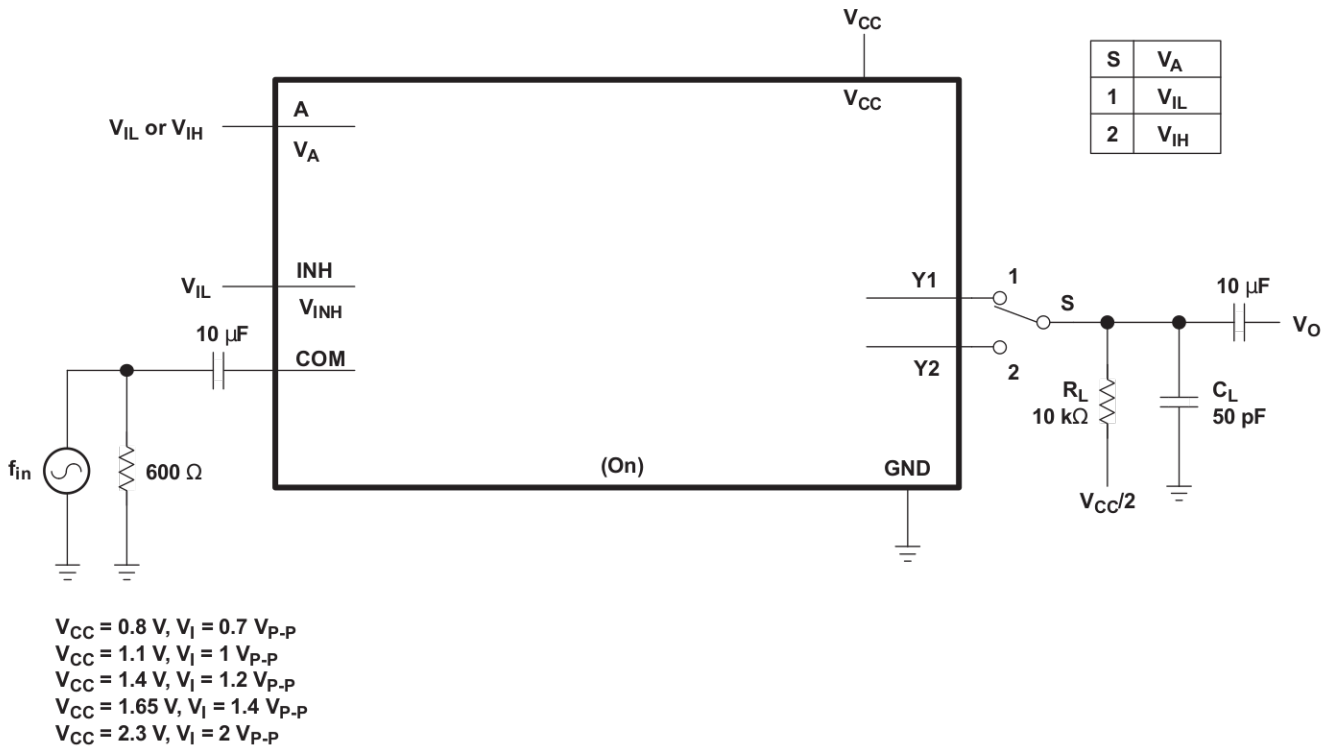 VCC
S VA
1 VIL
2 VIH
VCC
A
VIL or VIH
VA
INH
VIL
VINH
Y1
1
S
10 µF
VO
10 µF
COM
Y2
2
RL
10 kΩ
CL
50 pF
fin
600 Ω
(On)
GND
VCC/2
VCC = 0.8 V, VI = 0.7 VP-P
VCC = 1.1 V, VI = 1 VP-P
VCC = 1.4 V, VI = 1.2 VP-P
VCC = 1.65 V, VI = 1.4 VP-P
VCC = 2.3 V, VI = 2 VP-P